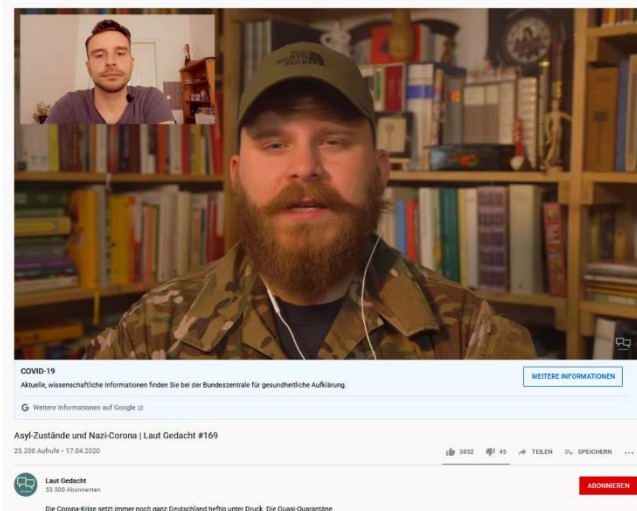 THE
NORTH
FACE
COVID-19
Aktuelle, wissenschaftliche Informationen finden Sie bei der Bundeszentrale für gesundheitliche Aufklärung.
WEITERE INFORMATIONEN
Weitere Informationen auf Google
Asyl-Zustände und Nazi-Corona | Laut Gedacht #169
25.200 Aufrufe - 17.04.2020
3852 45 TEILEN SPEICHERN ...
Laut Gedacht
53.300 Abonnenten
ABONNIEREN
Die Corona-Krise setzt immer noch ganz Deutschland heftig unter Druck. Die Quasi-Quarantäne